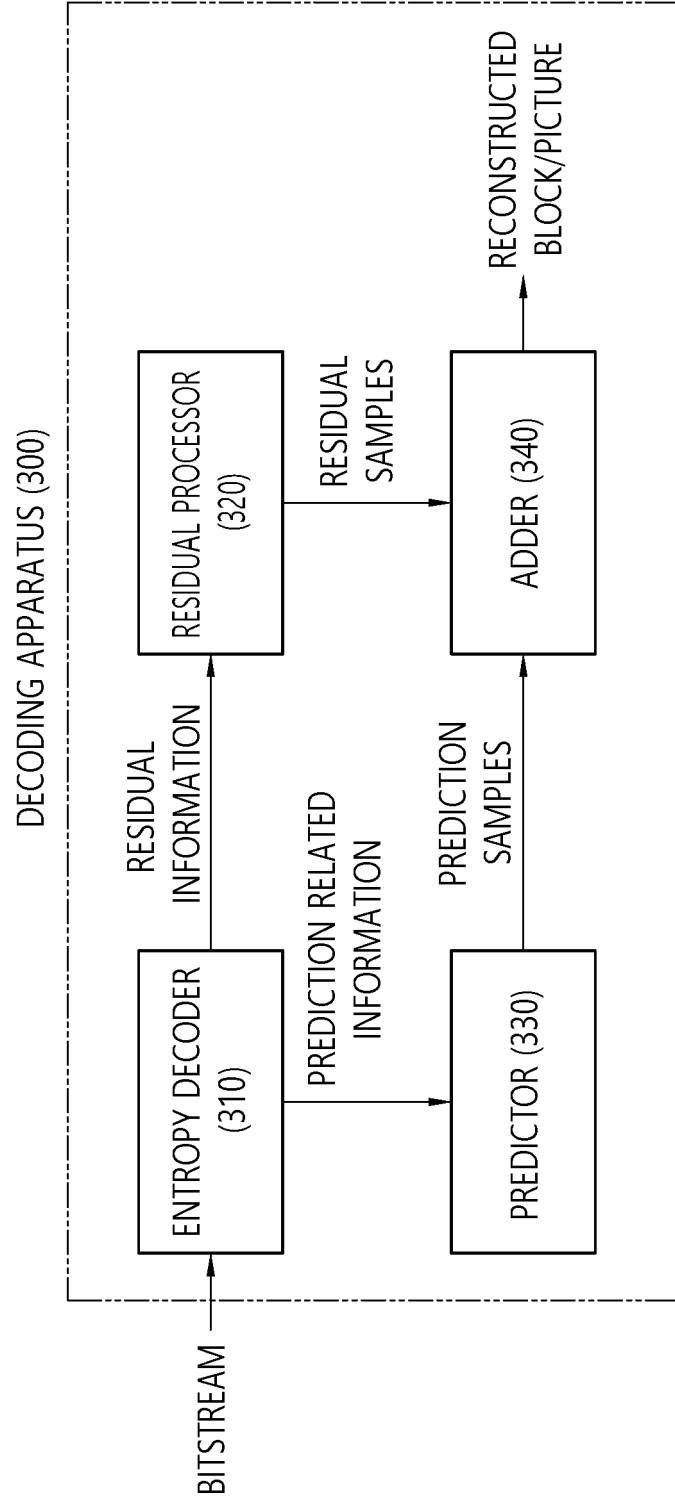 DECODING APPARATUS (300)
BITSTREAM
ENTROPY DECODER
(310)
RESIDUAL
INFORMATION
RESIDUAL PROCESSOR
(320)
PREDICTION RELATED
INFORMATION
RESIDUAL
SAMPLES
PREDICTOR (330)
PREDICTION
SAMPLES
ADDER (340)
RECONSTRUCTED
BLOCK/PICTURE